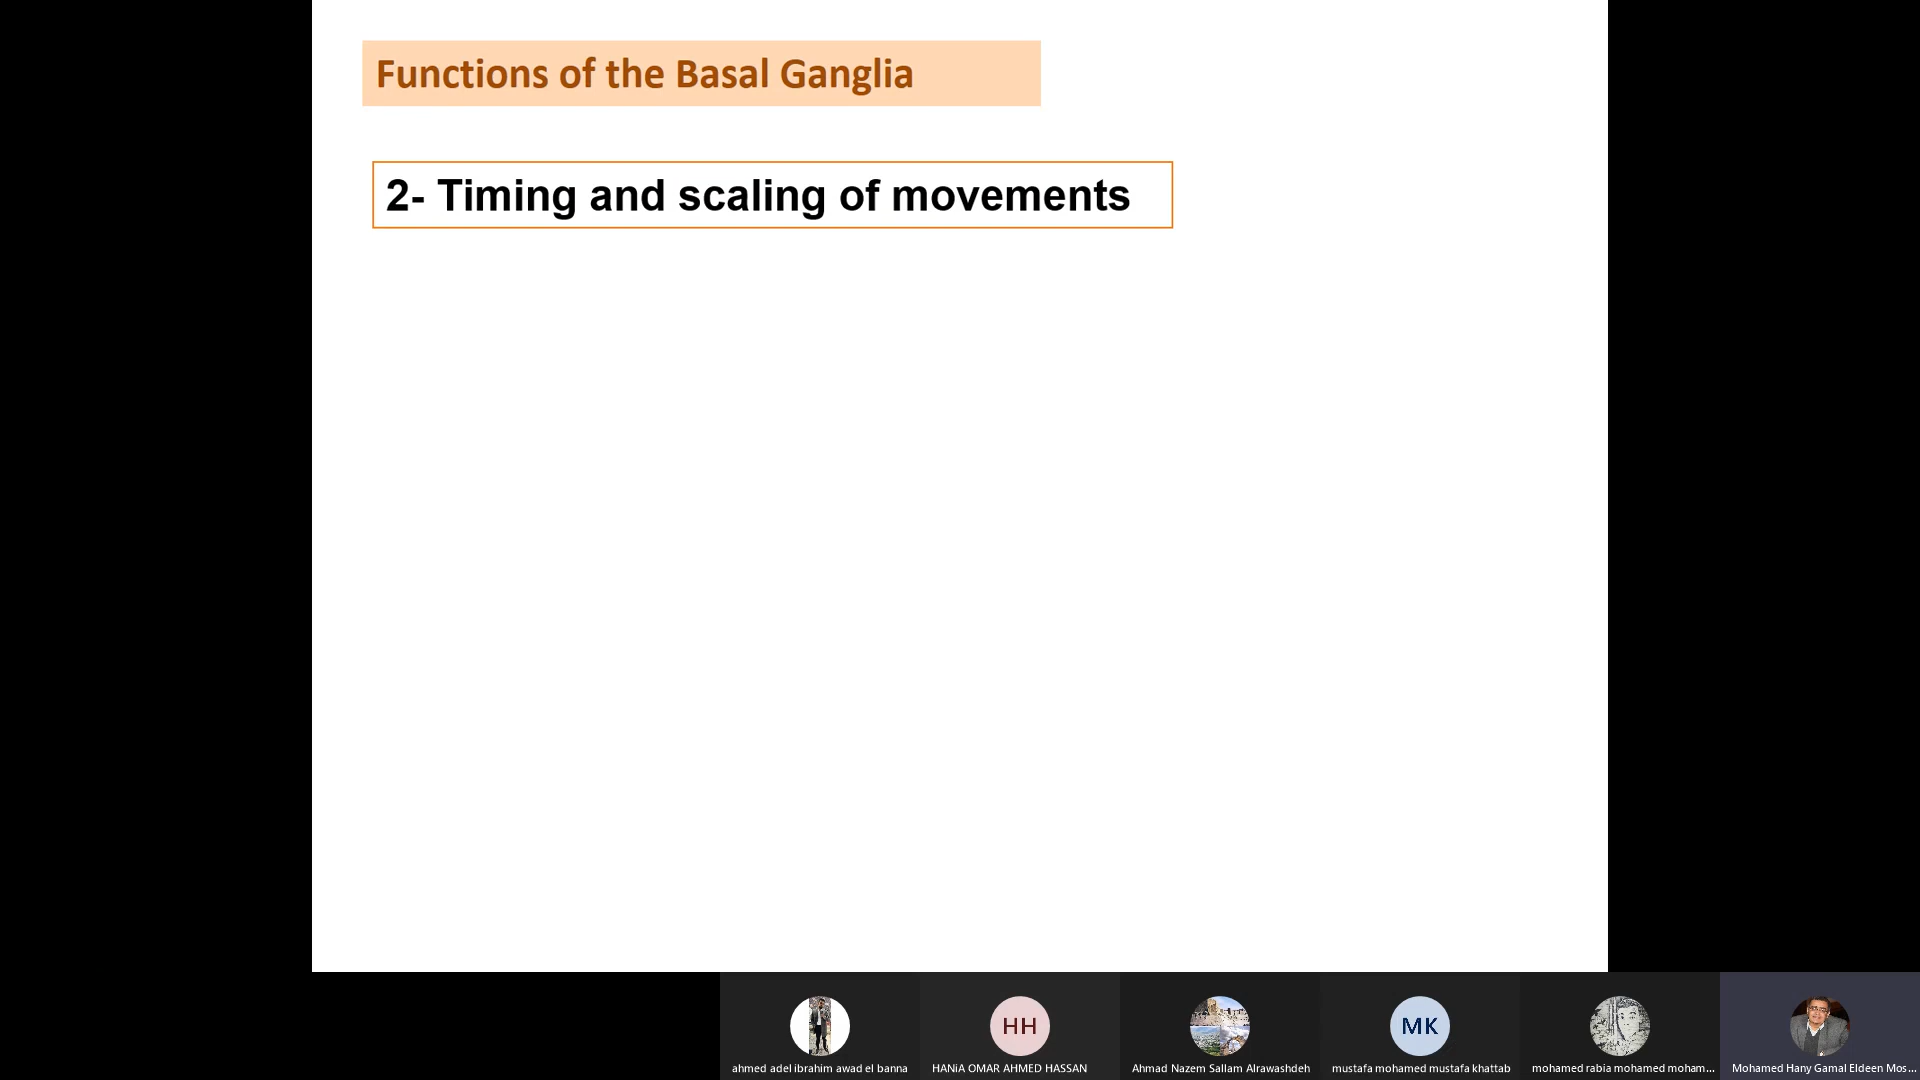 Functions of the Basal Ganglia
2- Timing and scaling of movements
HH
MK
ahmed adel ibrahim awad el banna
HANiA OMAR AHMED HASSAN
Ahmad Nazem Sallam Alrawashdeh
mustafa mohamed mustafa khattab
mohamed rabia mohamed moham...
Mohamed Hany Gamal Eldeen Mos...